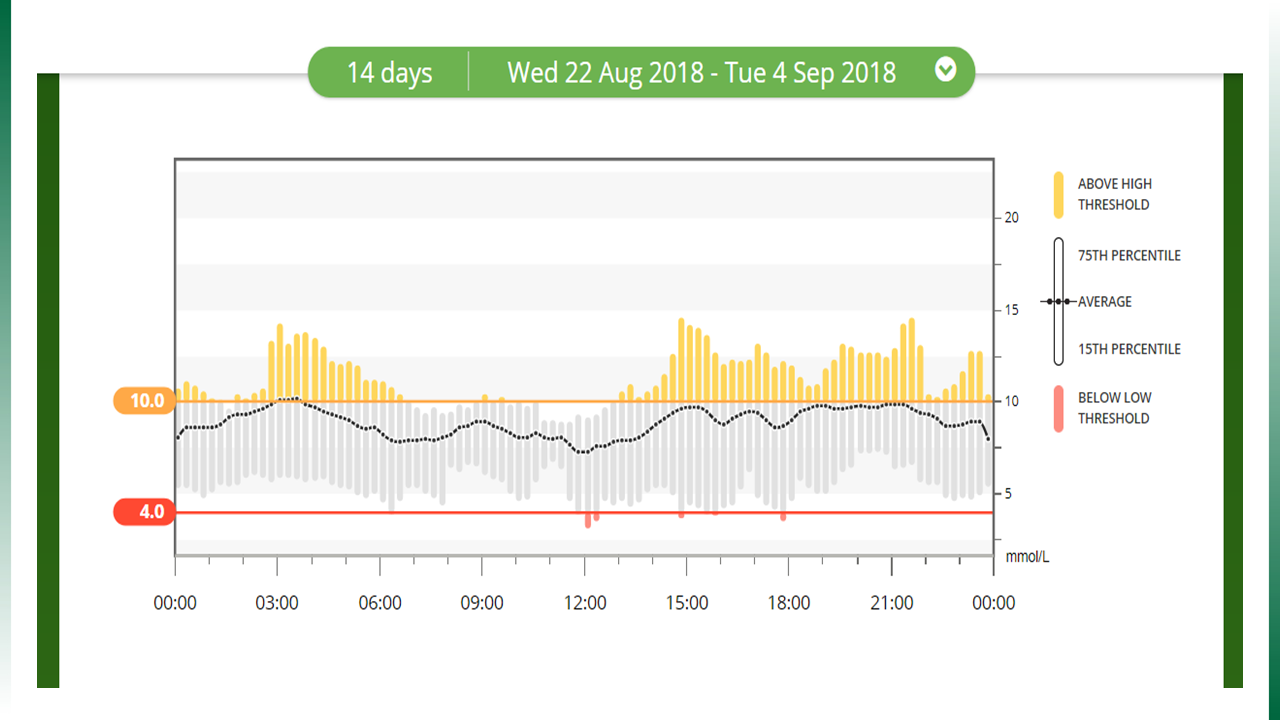 14 days
Wed 22 Aug 2018 - Tue 4 Sep 2018
ABOVE HIGH
THRESHOLD
75TH PERCENTILE
AVERAGE
15TH PERCENTILE
BELOW LOW
THRESHOLD
20
15
10
5
mmol/L
10.0
4.0
00:00
03:00
06:00
09:00
12:00
15:00
18:00
21:00
00:00